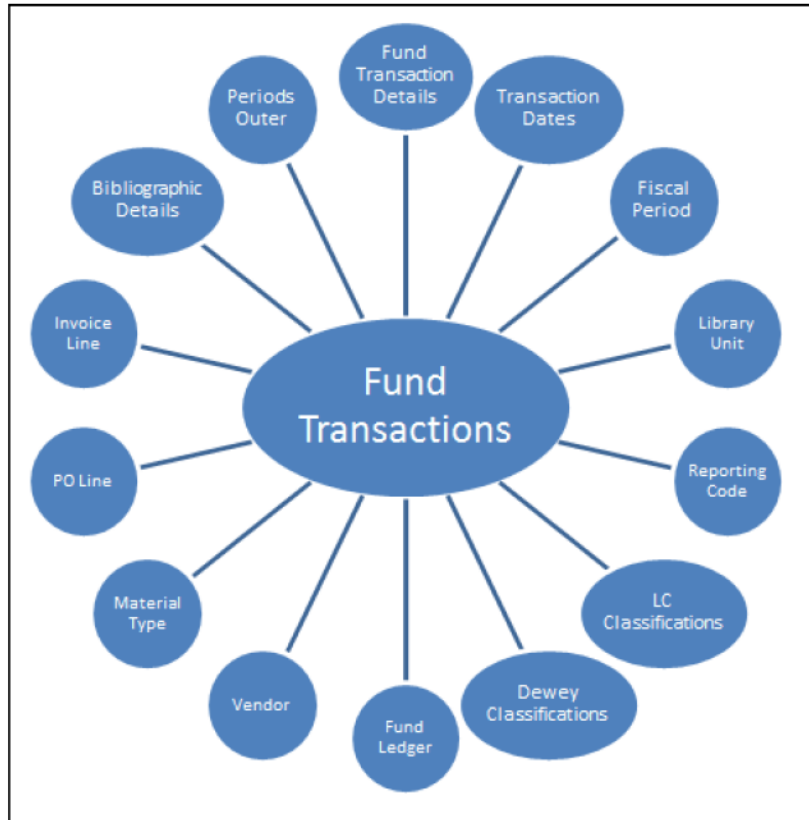 Fund
Transaction
Details
Transaction
Dates
Fiscal
Period
Library
Unit
Reporting
Code
LC
Classifications
Dewey
Classifications
Fund
Ledger
Vendor
Material
Type
PO Line
Invoice
Line
Bibliographic
Details
Periods
Outer
Fund
Transactions